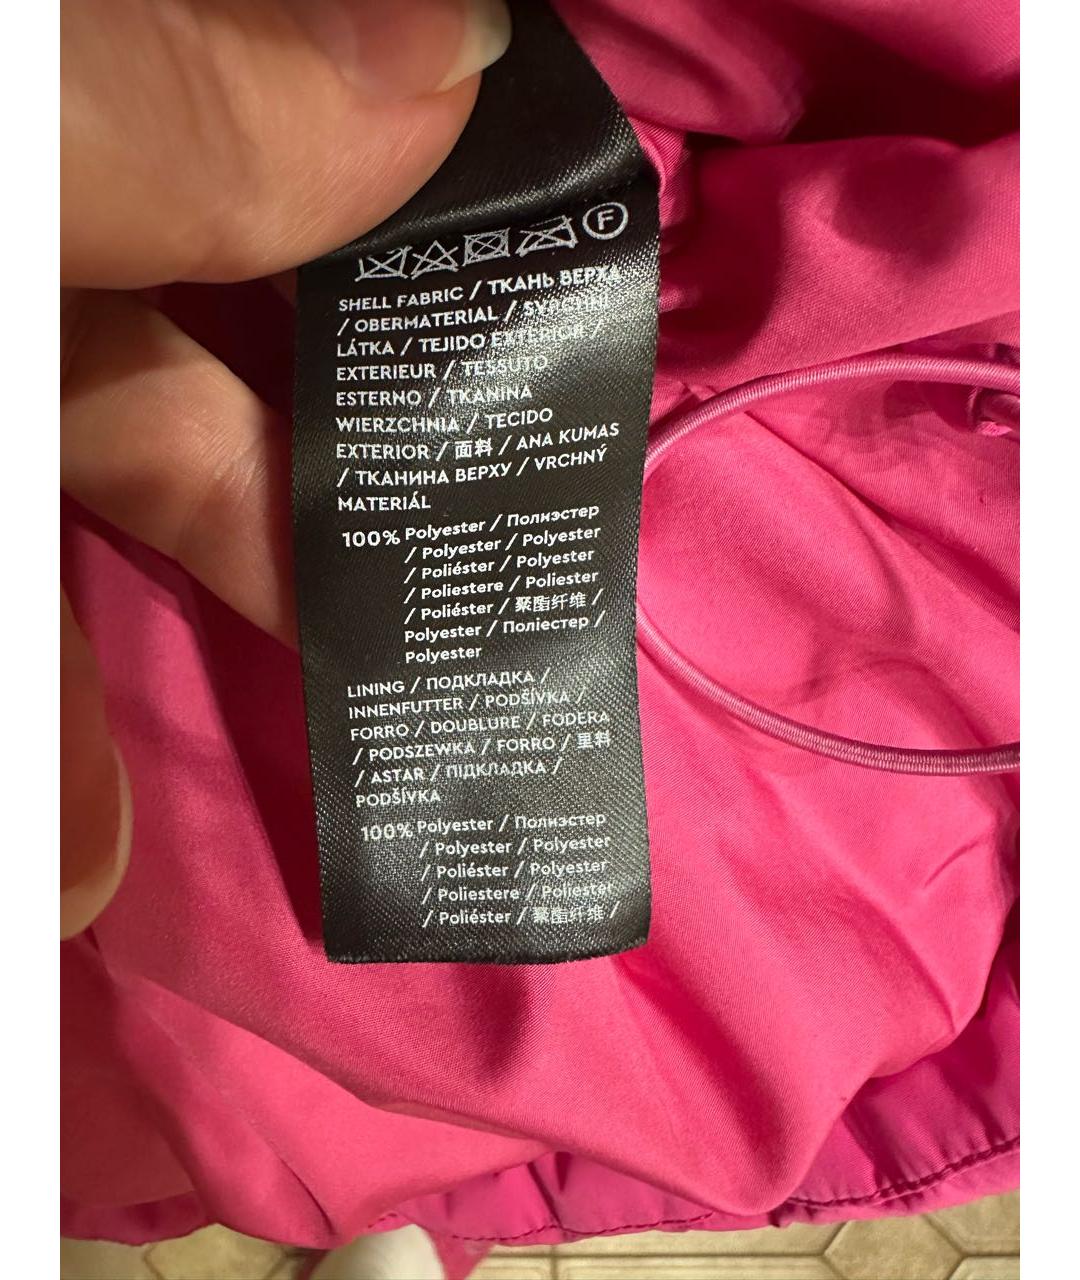 F
SHELL FABRIC / ТКАНЬ ВЕРХА
/ OBERMATERIAL / SVRCHNÍ
LÁTKA / TEJIDO EXTERIOR /
EXTERIEUR / TESSUTO
ESTERNO / TKANINA
WIERZCHNIA / TECIDO
EXTERIOR / 面料 / ANA KUMAS
/ ТКАНИНА ВЕРХУ / VRCHNÝ
MATERIÁL
100% Polyester / Полиэстер
/ Polyester / Polyester
/ Poliéster / Polyester
/ Poliestere / Poliester
/ Poliéster / 聚酯纤维 /
Polyester / Поліестер /
Polyester
LINING / ПОДКЛАДКА /
INNENFUTTER / PODŠÍVKA /
FORRO / DOUBLURE / FODERA
/ PODSZEWKA / FORRO / 里料
/ ASTAR / ПІДКЛАДКА /
PODŠÍVKA
100% Polyester / Полиэстер
/ Polyester / Polyester
/ Poliéster / Polyester
/ Poliestere / Poliester
/ Poliéster / 聚酯纤维 /